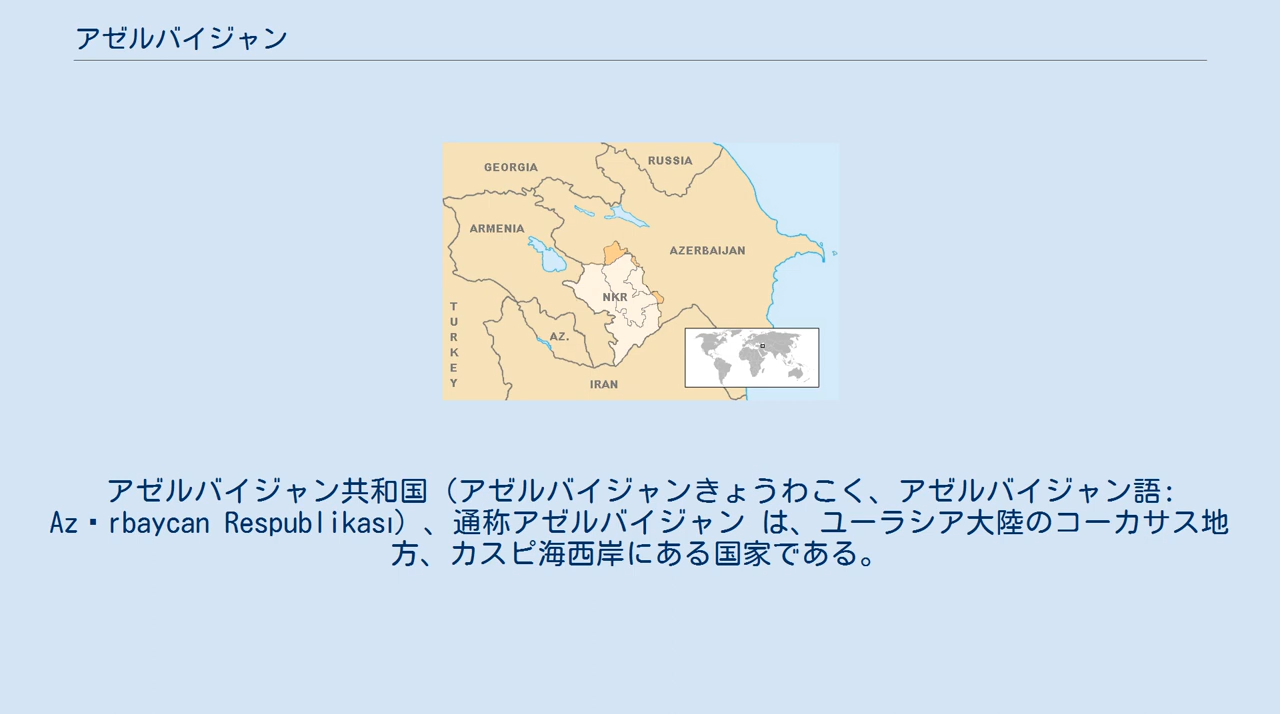 アゼルバイジャン
GEORGIA
RUSSIA
ARMENIA
AZERBAIJAN
NKR
TURKEY
AZ.
IRAN
アゼルバイジャン共和国（アゼルバイジャンきょうわこく、アゼルバイジャン語:
Az▪rbaycan Respublikası）、通称アゼルバイジャン は、ユーラシア大陸のコーカサス地
方、カスピ海西岸にある国家である。